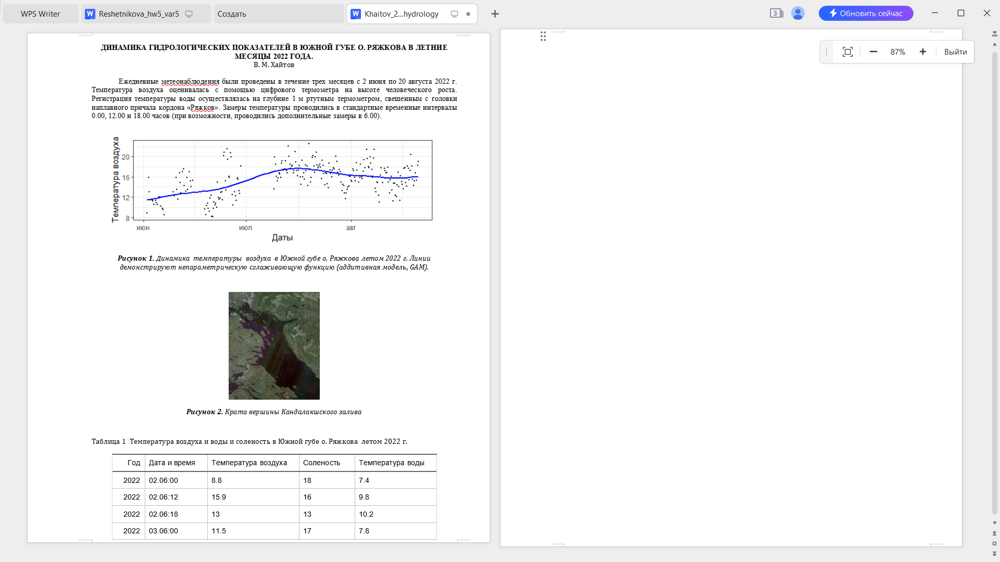 WPS Writer
Reshetnikova_hw5_var5
Создать
Khaitov_2...hydrology
3
Обновить сейчас
87%
Выйти
ДИНАМИКА ГИДРОЛОГИЧЕСКИХ ПОКАЗАТЕЛЕЙ В ЮЖНОЙ ГУБЕ О. РЯЖКОВА В ЛЕТНИЕ
МЕСЯЦЫ 2022 ГОДА.
В. М. Хайтов
Ежедневные метеонаблюдения были проведены в течение трех месяцев с 2 июня по 20 августа 2022 г.
Температура воздуха оценивалась с помощью цифрового термометра на высоте человеческого роста.
Регистрация температуры воды осуществлялась на глубине 1 м ртутным термометром, свешенным с головки
наплавного причала кордона «Ряжков». Замеры температуры проводились в стандартные временные интервалы
0.00, 12.00 и 18.00 часов (при возможности, проводились дополнительные замеры в 6.00).
Температура воздуха
20
16
12
8
июн июл авг
Даты
Рисунок 1. Динамика температуры воздуха в Южной губе о. Ряжкова летом 2022 г. Линии
демонстрируют непараметрическую сглаживающую функцию (аддитивная модель, GAM).
Рисунок 2. Крата вершины Кандалакшского залива
Таблица 1 Температура воздуха и воды и соленость в Южной губе о. Ряжкова летом 2022 г.
Год Дата и время Температура воздуха Соленость Температура воды
2022 02.06:00 8.8 18 7.4
2022 02.06:12 15.9 16 9.8
2022 02.06:18 13 13 10.2
2022 03.06:00 11.5 17 7.8